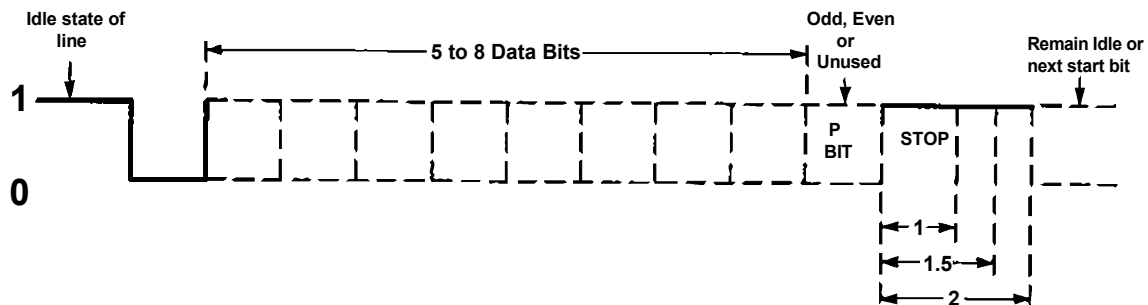 Idle state of
line
5 to 8 Data Bits
Odd, Even
or
Unused
Remain Idle or
next start bit
1
0
P
BIT
STOP
1
1.5
2